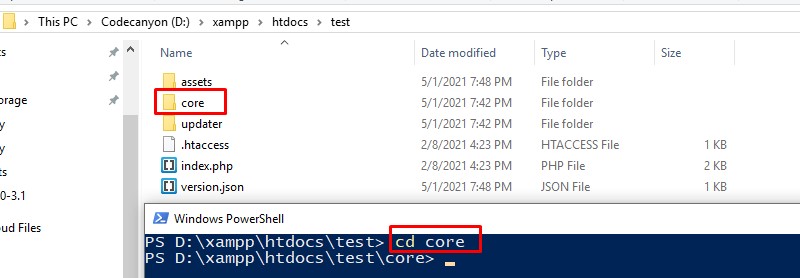 This PC > Codecanyon (D:) > xampp > htdocs > test
Name Date modified Type Size
assets 5/1/2021 7:48 PM File folder
core 5/1/2021 7:42 PM File folder
updater 5/1/2021 7:42 PM File folder
.htaccess 2/8/2021 4:23 PM HTACCESS File 1 KB
index.php 2/8/2021 4:23 PM PHP File 2 KB
version.json 5/1/2021 7:48 PM JSON File 1 KB
ts
orage
y
y
0-3.1
ud Files
Windows PowerShell
PS D:\xampp\htdocs\test> cd core
PS D:\xampp\htdocs\test\core>